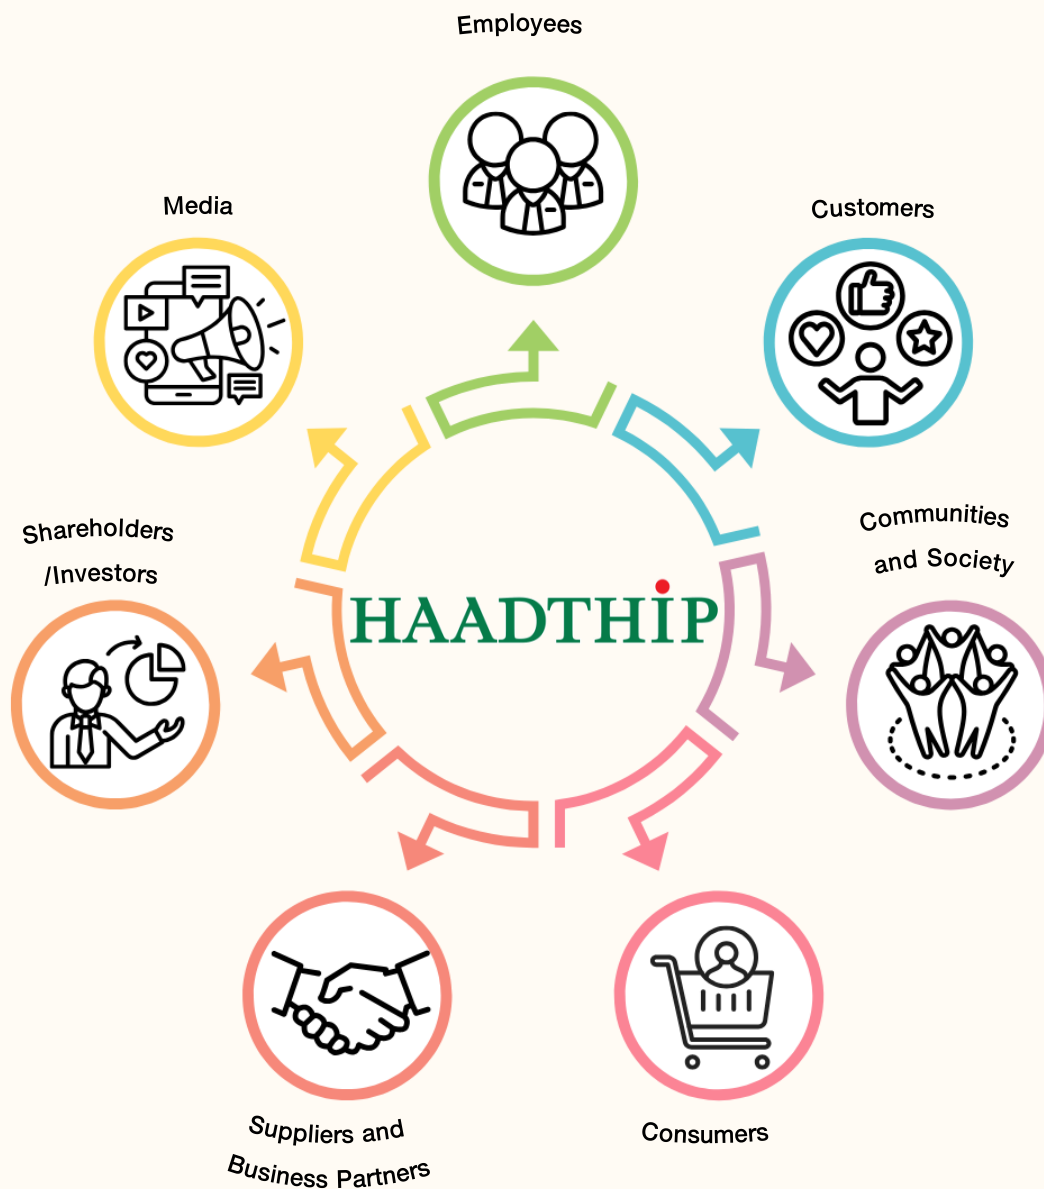 Employees
Media
Customers
Shareholders
/Investors
Communities
and Society
HAADTHIP
Suppliers and
Business Partners
Consumers